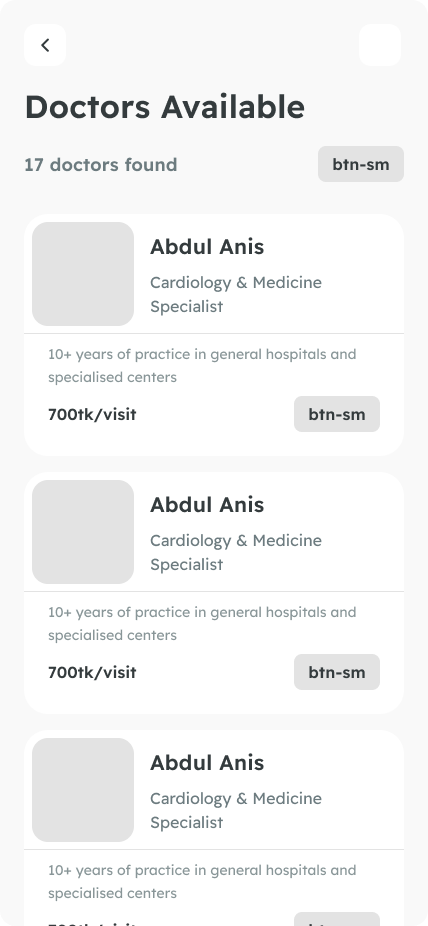 Doctors Available
17 doctors found
btn-sm
Abdul Anis
Cardiology & Medicine
Specialist
10+ years of practice in general hospitals and
specialised centers
700tk/visit
btn-sm
Abdul Anis
Cardiology & Medicine
Specialist
10+ years of practice in general hospitals and
specialised centers
700tk/visit
btn-sm
Abdul Anis
Cardiology & Medicine
Specialist
10+ years of practice in general hospitals and
specialised centers